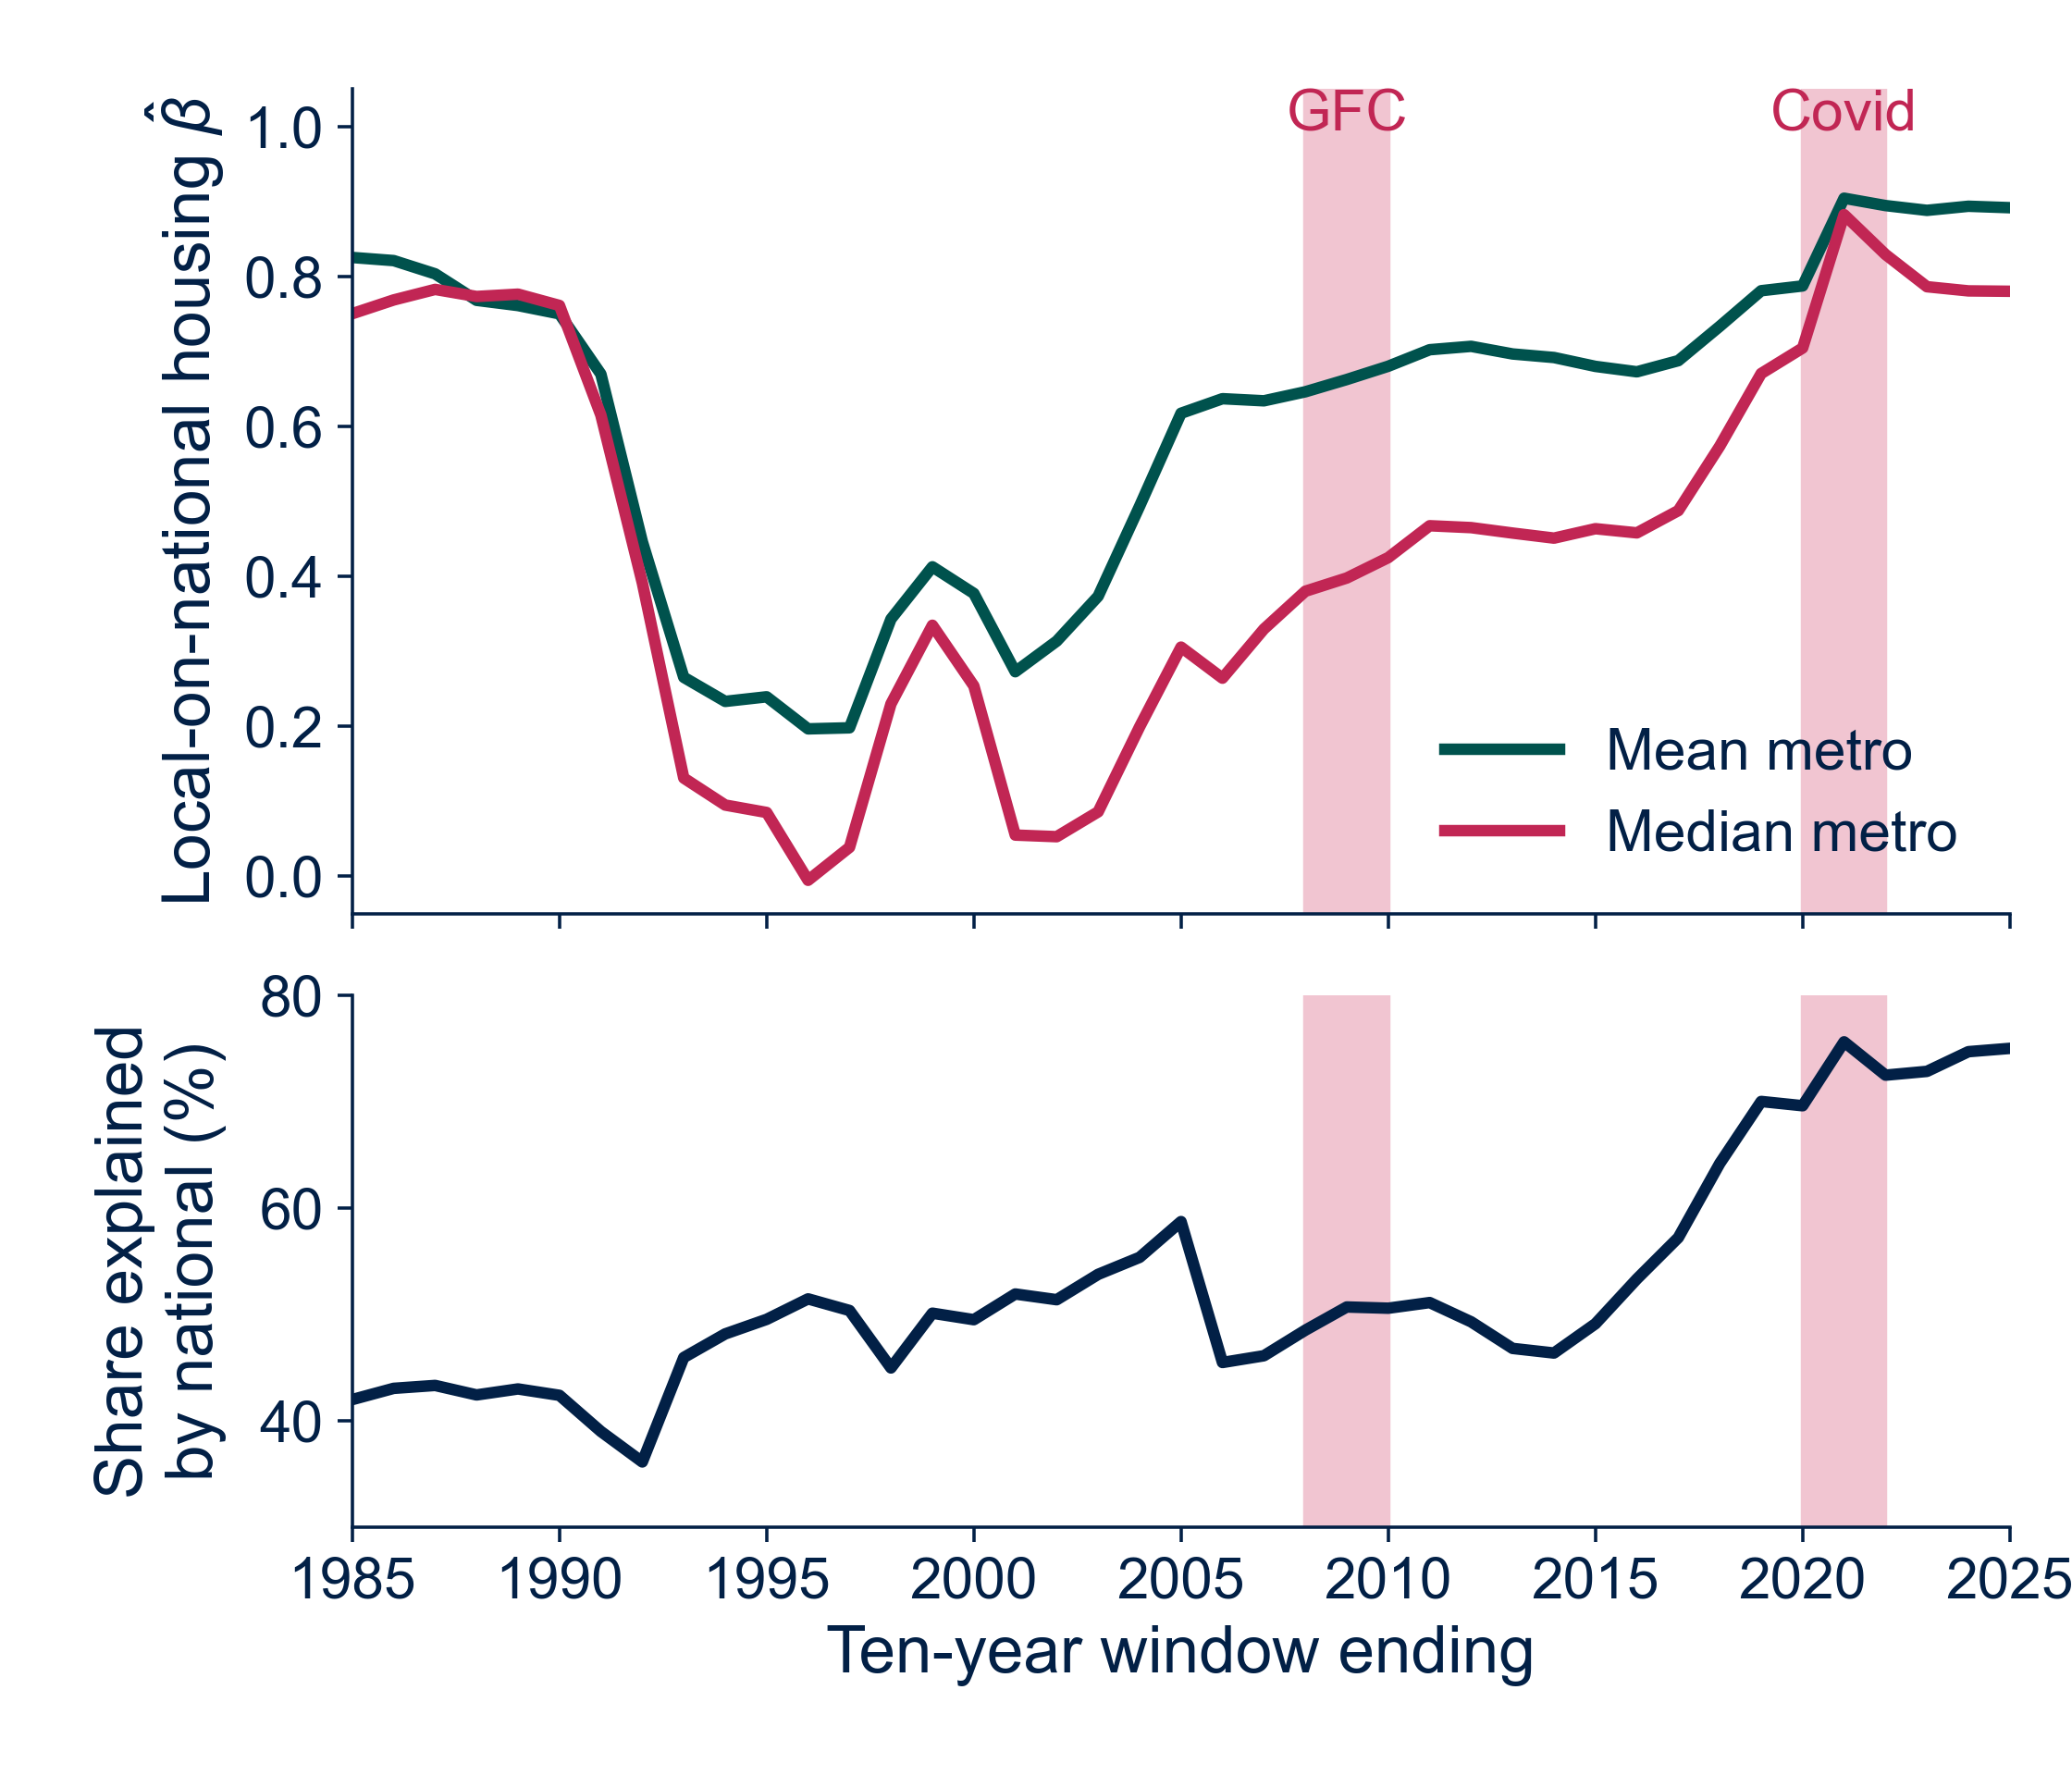 Local-on-national housing β̂
1.0
0.8
0.6
0.4
0.2
0.0
GFC
Covid
Mean metro
Median metro
Share explained
by national (%)
80
60
40
1985 1990 1995 2000 2005 2010 2015 2020 2025
Ten-year window ending